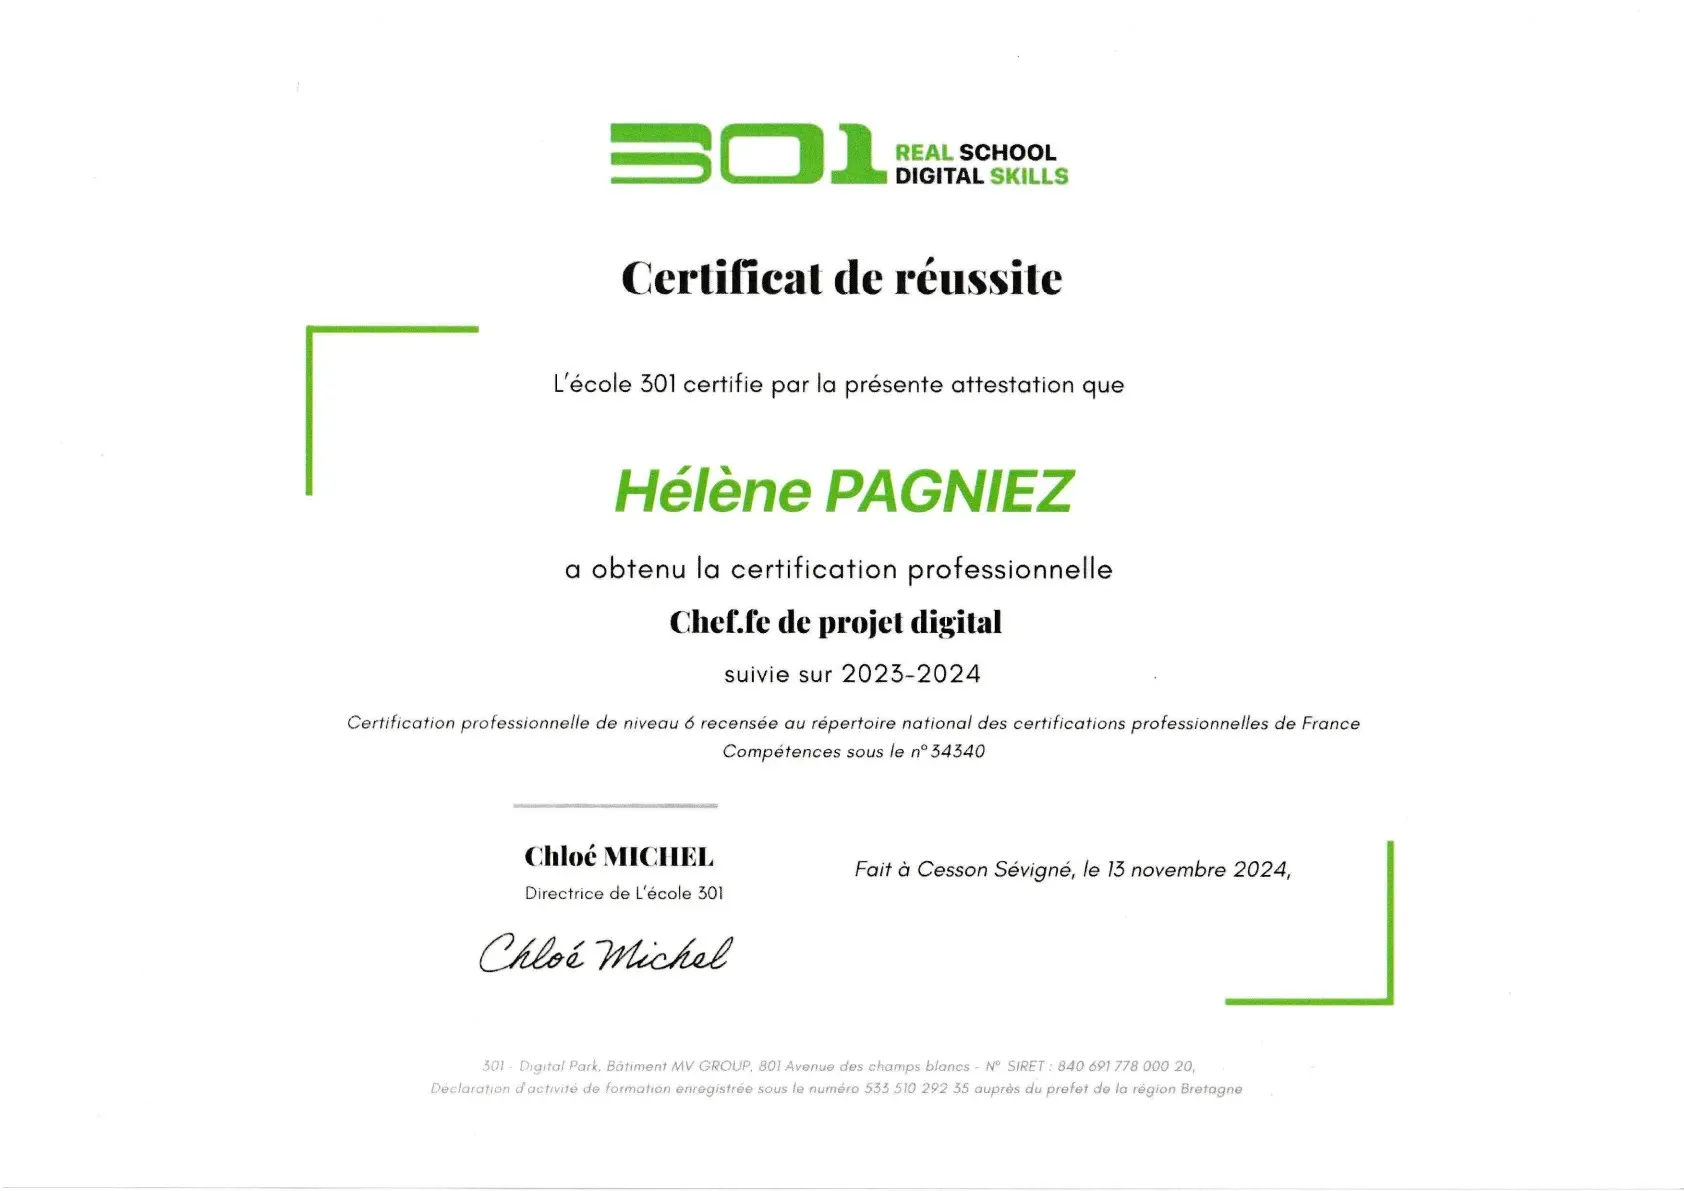 301 REAL SCHOOL
DIGITAL SKILLS
Certificat de réussite
L'école 301 certifie par la présente attestation que
Hélène PAGNIEZ
a obtenu la certification professionnelle
Chef.fe de projet digital
suivie sur 2023-2024
Certification professionnelle de niveau 6 recensée au répertoire national des certifications professionnelles de France
Compétences sous le n°34340
Chloé MICHEL
Directrice de L'école 301
Fait à Cesson Sévigné, le 13 novembre 2024,
Chloé Michel
301 - Digital Park, Bâtiment MV GROUP, 801 Avenue des champs blancs - N° SIRET : 840 691 778 000 20,
Déclaration d'activité de formation enregistrée sous le numéro 533 510 292 35 auprès du prefet de la région Bretagne